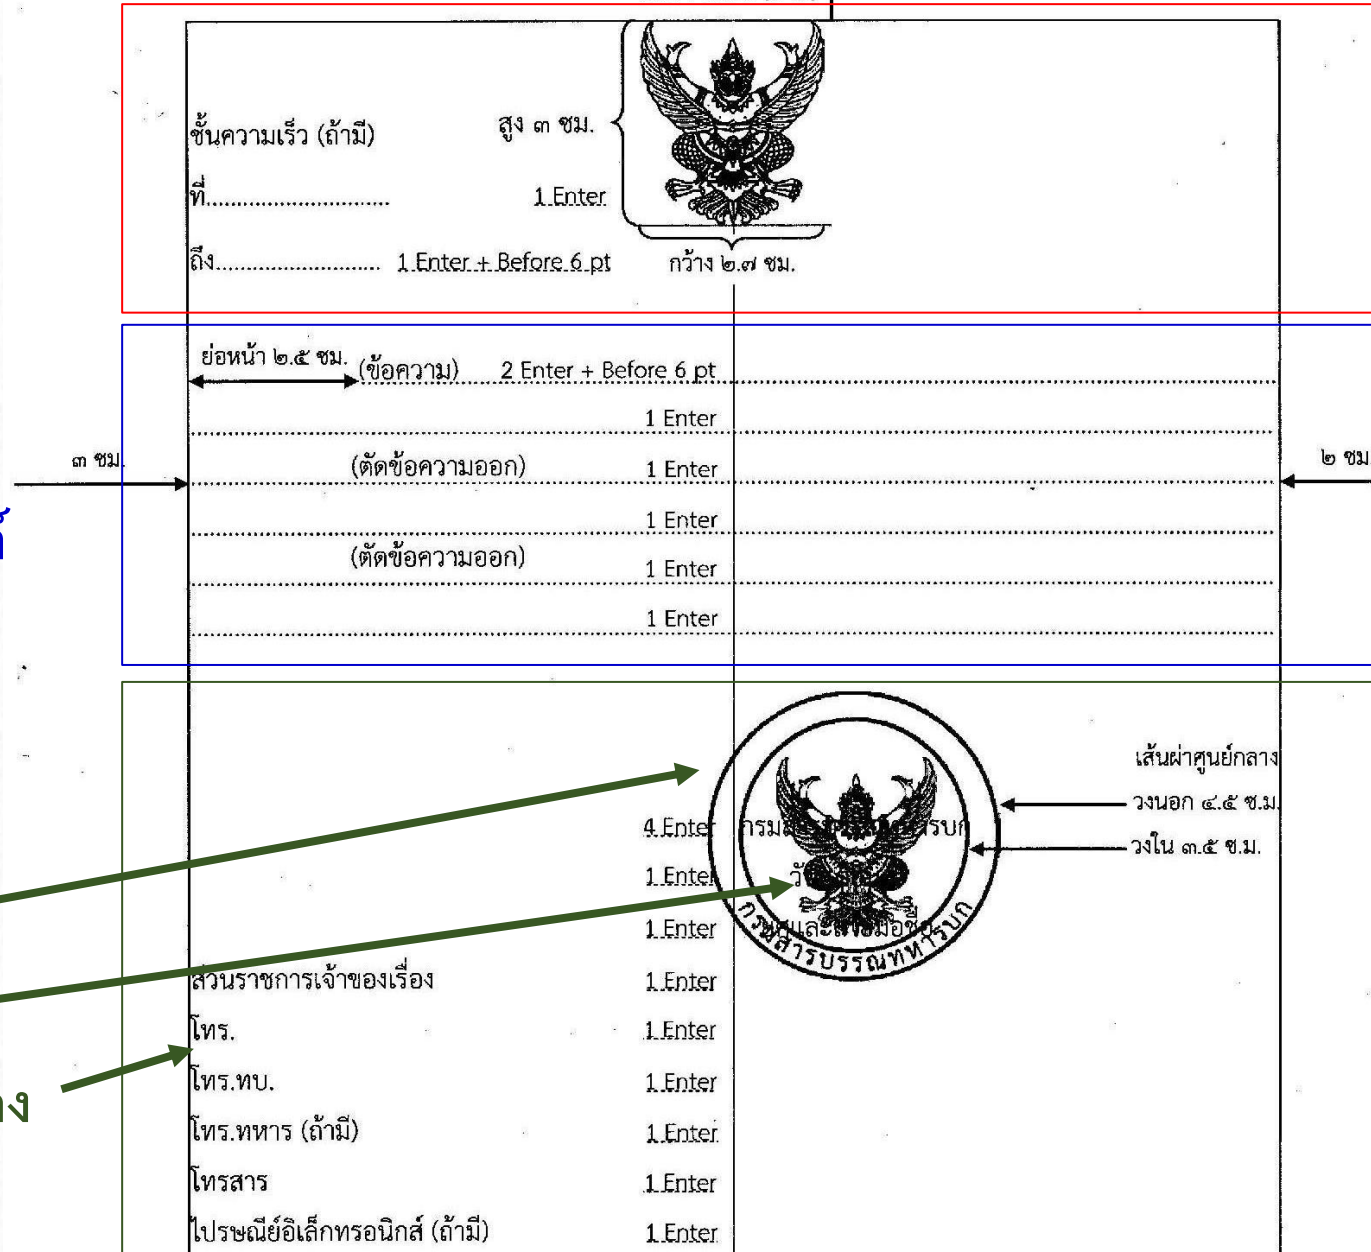 ชั้นความเร็ว (ถ้ามี)
สูง ๓ ซม.
ที่............................ 1 Enter
ถึง......................... 1 Enter + Before 6 pt
กว้าง ๒.๗ ซม.
ย่อหน้า ๒.๕ ซม. (ข้อความ) 2 Enter + Before 6 pt
1 Enter
๓ ซม. (ตัดข้อความออก) 1 Enter ๒ ซม
1 Enter
(ตัดข้อความออก) 1 Enter
1 Enter
เส้นผ่าศูนย์กลาง
วงนอก ๔.๕ ซ.ม.
4 Enter
วงใน ๓.๕ ซ.ม.
1 Enter
1 Enter
กรมสารบรรณทหารบก
ส่วนราชการเจ้าของเรื่อง 1 Enter
โทร. 1 Enter
โทร.ทบ. 1 Enter
โทร.ทหาร (ถ้ามี) 1 Enter
โทรสาร 1 Enter
ไปรษณีย์อิเล็กทรอนิกส์ (ถ้ามี) 1 Enter